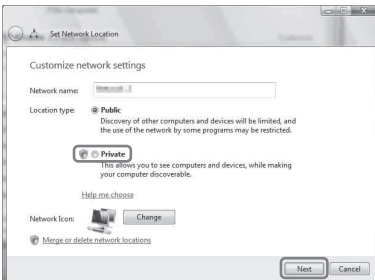 Set Network Location
Customize network settings
Network name:
Location type:
Public
Discovery of other computers and devices will be limited, and
the use of the network by some programs may be restricted.
Private
This allows you to see computers and devices, while making
your computer discoverable.
Help me choose
Network Icon:
Change
Merge or delete network locations
Next
Cancel